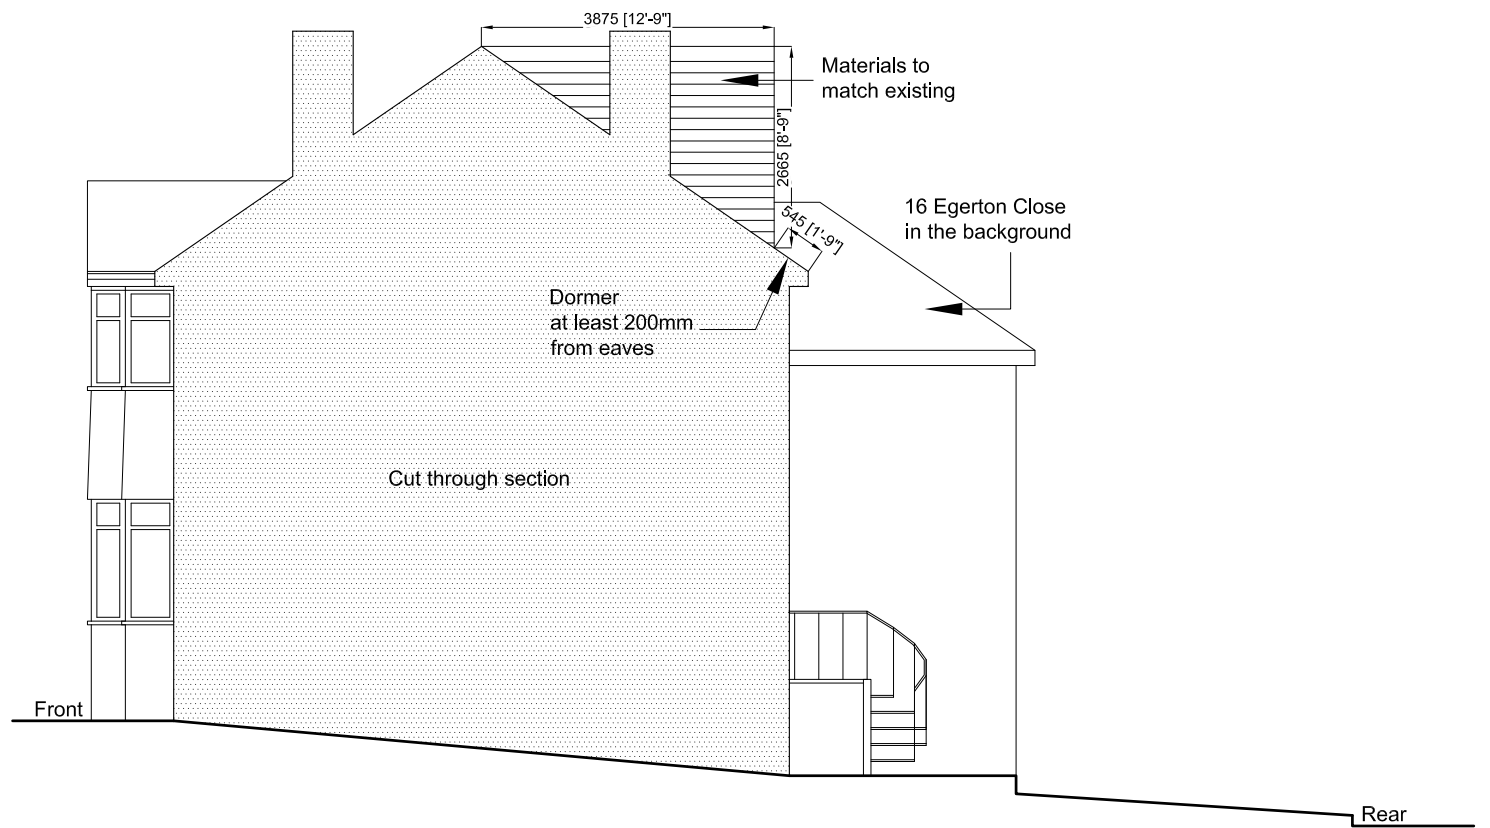 3875 [12'-9"]
Materials to
match existing
2665 [8'-9"]
545 [1'-9"]
16 Egerton Close
in the background
Dormer
at least 200mm
from eaves
Cut through section
Front
Rear